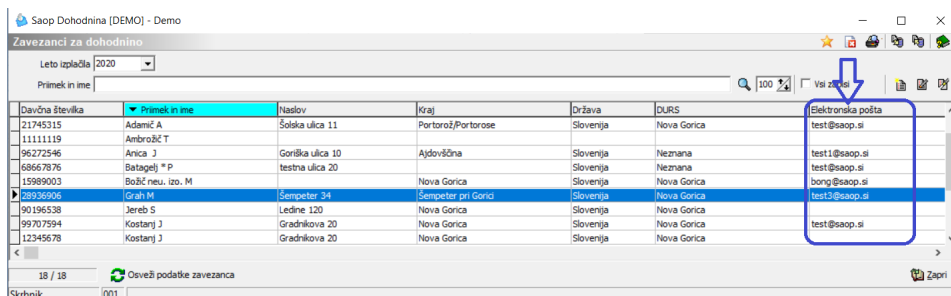 Saop Dohodnina [DEMO] - Demo
Zavezanci za dohodnino
Leto izplačila 2020
Priimek in ime 100 Vsi zapisi
Davčna številka Priimek in ime Naslov Kraj Država DURS Elektronska pošta
21745315 Adamič A Šolska ulica 11 Portorož/Portorose Slovenija Nova Gorica test@saop.si
11111119 Ambrožič T
96272546 Anica J Goriška ulica 10 Ajdovščina Slovenija Neznana test1@saop.si
68667876 Batagelj * P testna ulica 20 Slovenija Neznana test@saop.si
15989003 Božič neu. izo. M Nova Gorica Slovenija Nova Gorica bong@saop.si
28936906 Grah M Šempeter 34 Šempeter pri Gorici Slovenija Nova Gorica test3@saop.si
90196538 Jereb S Ledine 120 Nova Gorica Slovenija Nova Gorica
99707594 Kostanj J Gradnikova 20 Nova Gorica Slovenija Nova Gorica test@saop.si
12345678 Kostanj J Gradnikova 20 Nova Gorica Slovenija Nova Gorica
18 / 18 Osveži podatke zavezanca Zapri
Skrbnik 001